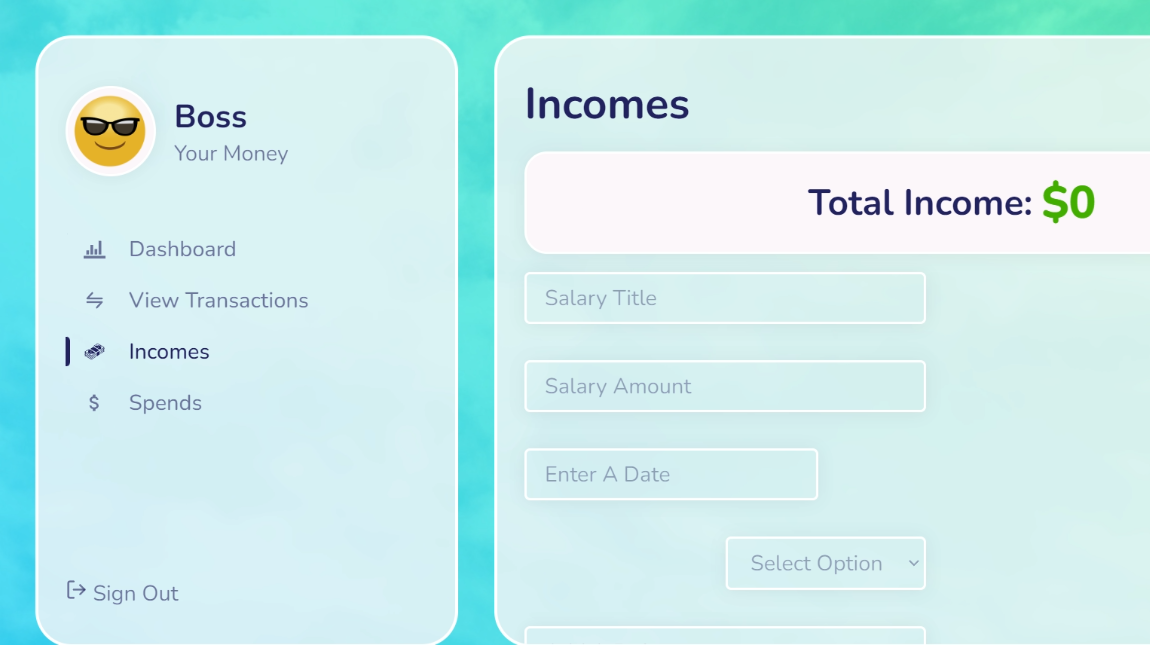 Boss
Your Money
Dashboard
View Transactions
Incomes
Spends
Sign Out
Incomes
Total Income: $0
Salary Title
Salary Amount
Enter A Date
Select Option